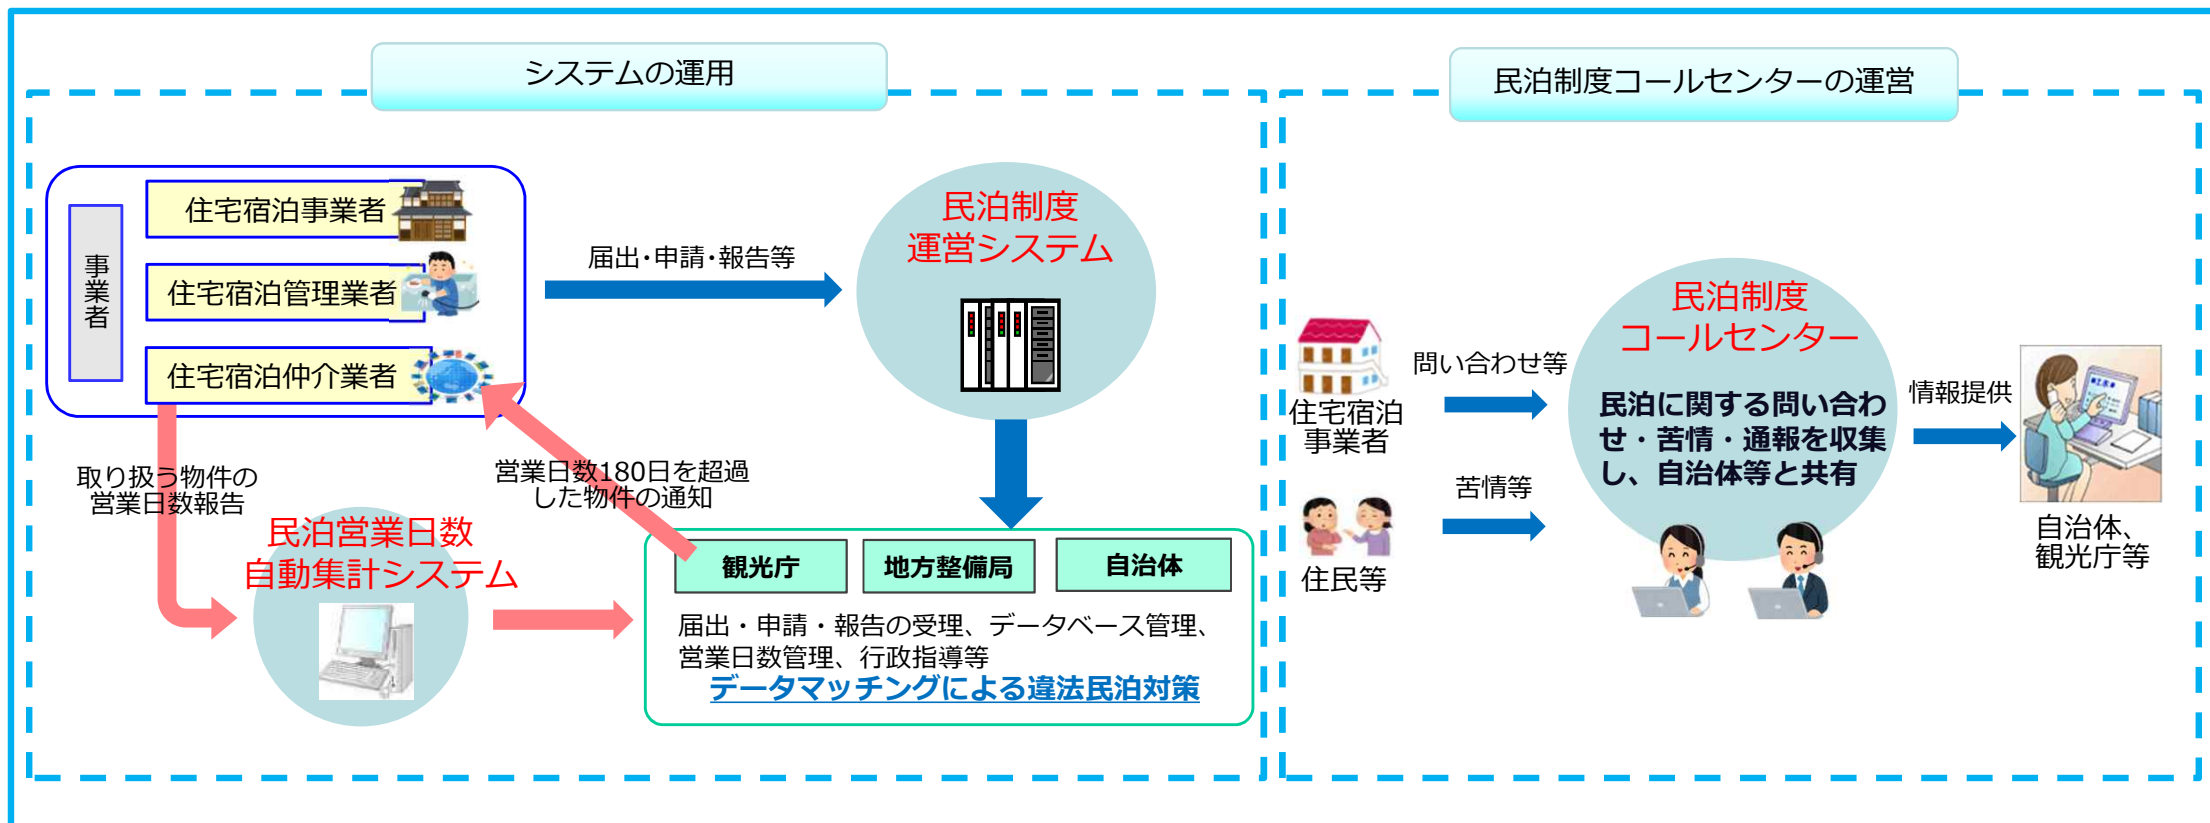 システムの運用
事業者
住宅宿泊事業者
住宅宿泊管理業者
住宅宿泊仲介業者
届出・申請・報告等
民泊制度
運営システム
取り扱う物件の
営業日数報告
営業日数180日を超過
した物件の通知
民泊営業日数
自動集計システム
観光庁
地方整備局
自治体
届出・申請・報告の受理、データベース管理、
営業日数管理、行政指導等
データマッチングによる違法民泊対策
民泊制度コールセンターの運営
住宅宿泊
事業者
問い合わせ等
住民等
苦情等
民泊制度
コールセンター
民泊に関する問い合わ
せ・苦情・通報を収集
し、自治体等と共有
情報提供
自治体、
観光庁等